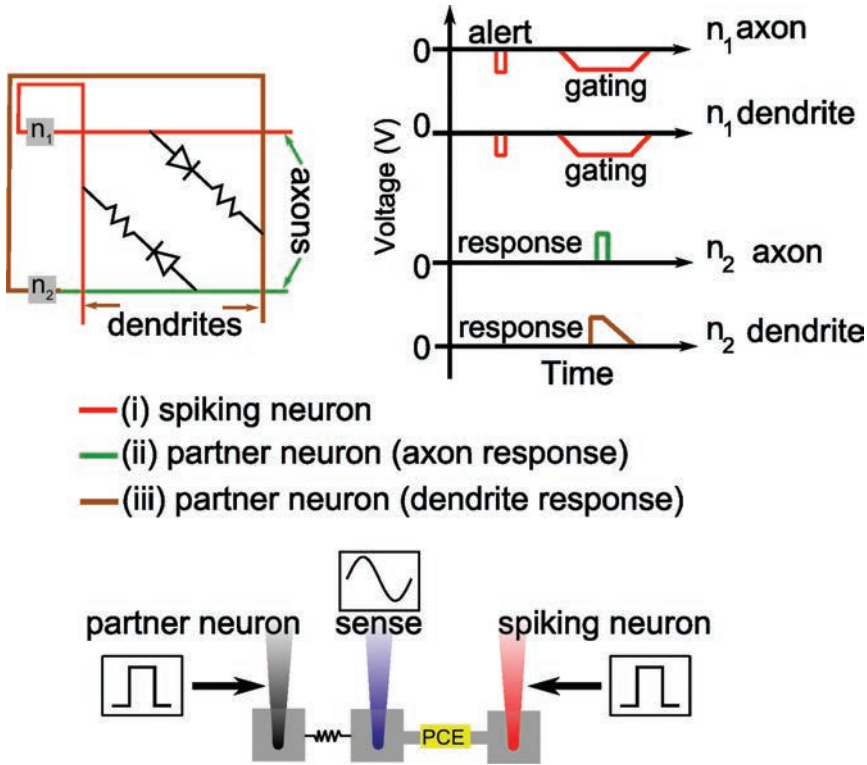 n1
n2
axons
dendrites
Voltage (V)
0
alert
gating
n1 axon
0
gating
n1 dendrite
0
response
n2 axon
0
response
n2 dendrite
Time
(i) spiking neuron
(ii) partner neuron (axon response)
(iii) partner neuron (dendrite response)
partner neuron
sense
spiking neuron
PCE